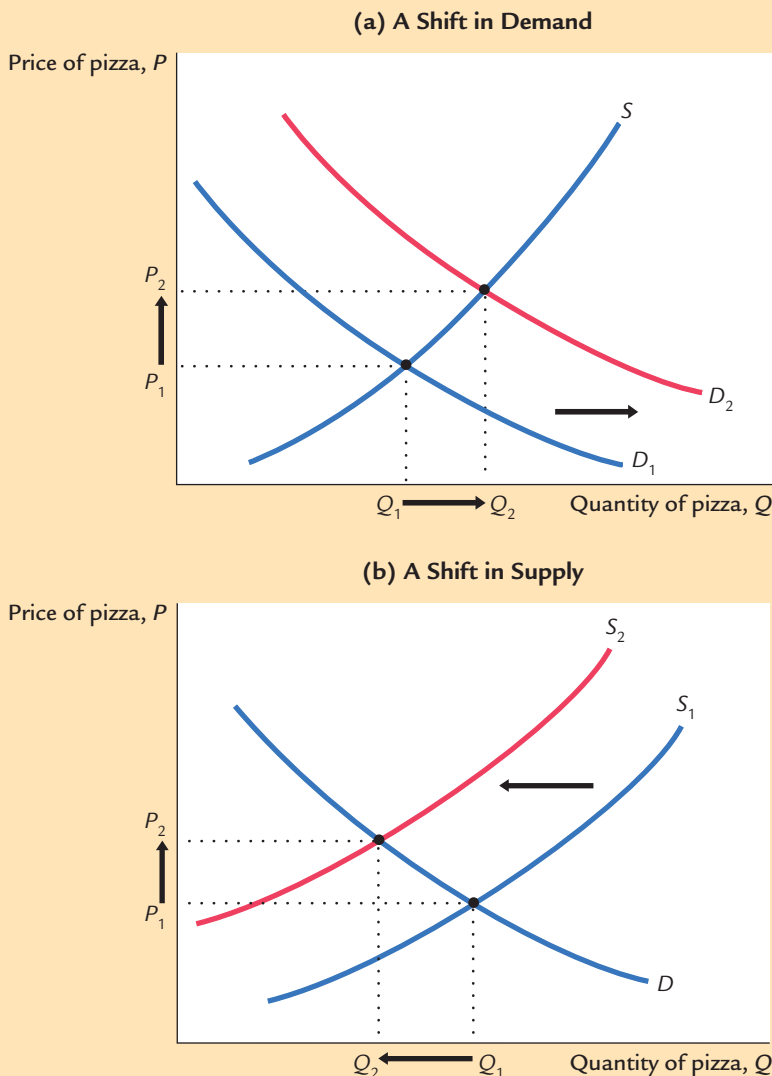 (a) A Shift in Demand
Price of pizza, P
S
P₂
P₁
D₂
D₁
Q₁ Q₂ Quantity of pizza, Q
(b) A Shift in Supply
Price of pizza, P
S₂
S₁
P₂
P₁
D
Q₂ Q₁ Quantity of pizza, Q